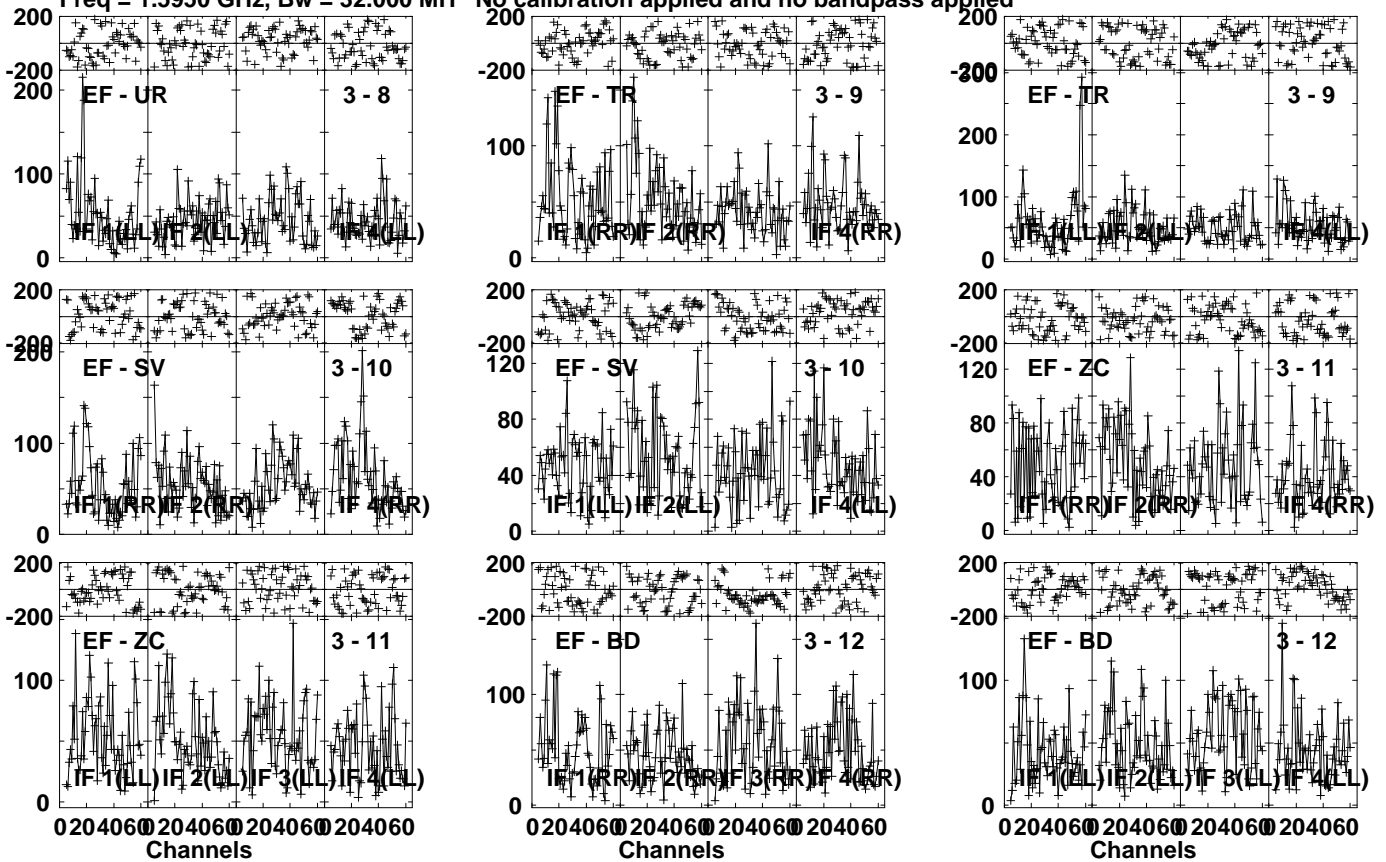 Freq = 1.5950 GHz, Bw = 32.000 MH No calibration applied and no bandpass applied
200 200 200
-200 -200 -200
EF - UR 3 - 8 EF - TR 3 - 9 EF - TR 3 - 9
200 300
100 100 200
100
0 0 0
IF 1(LL) IF 2(LL) IF 4(LL) IF 1(RR) IF 2(RR) IF 4(RR) IF 1(LL) IF 2(LL) IF 4(LL)
200 200 200
-200 -200 -200
EF - SV 3 - 10 EF - SV 3 - 10 EF - ZC 3 - 11
200 120 120
100 80 80
40 40
0 0 0
IF 1(RR) IF 2(RR) IF 4(RR) IF 1(LL) IF 2(LL) IF 4(LL) IF 1(RR) IF 2(RR) IF 4(RR)
200 200 200
-200 -200 -200
EF - ZC 3 - 11 EF - BD 3 - 12 EF - BD 3 - 12
100 100 100
IF 1(LL) IF 2(LL) IF 3(LL) IF 4(LL) IF 1(RR) IF 2(RR) IF 3(RR) IF 4(RR) IF 1(LL) IF 2(LL) IF 3(LL) IF 4(LL)
0 0 0
0 20 40 60 0 20 40 60 0 20 40 60 0 20 40 60 0 20 40 60 0 20 40 60 0 20 40 60 0 20 40 60 0 20 40 60 0 20 40 60 0 20 40 60 0 20 40 60
Channels Channels Channels